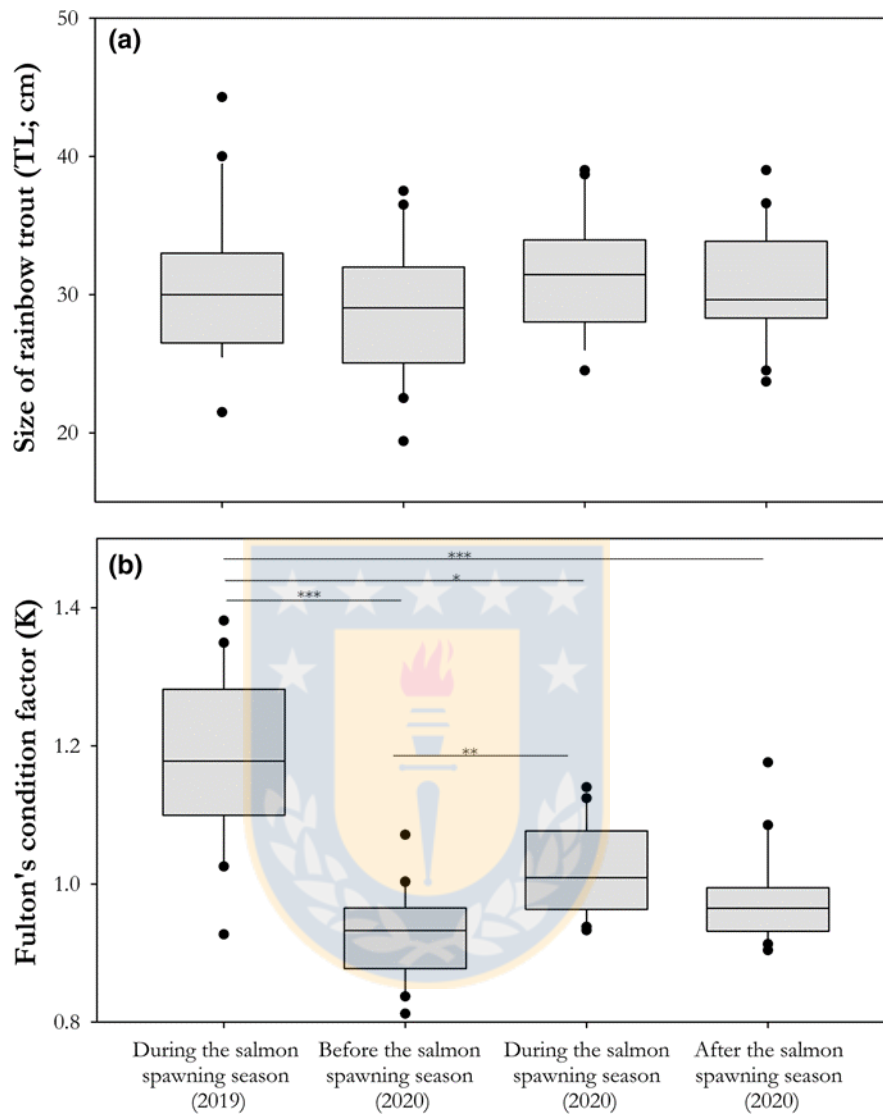 (a)
Size of rainbow trout (TL; cm)
50
40
30
20
(b)
Fulton's condition factor (K)
1.4
1.2
1.0
0.8
***
*
***
**
During the salmon
spawning season
(2019)
Before the salmon
spawning season
(2020)
During the salmon
spawning season
(2020)
After the salmon
spawning season
(2020)